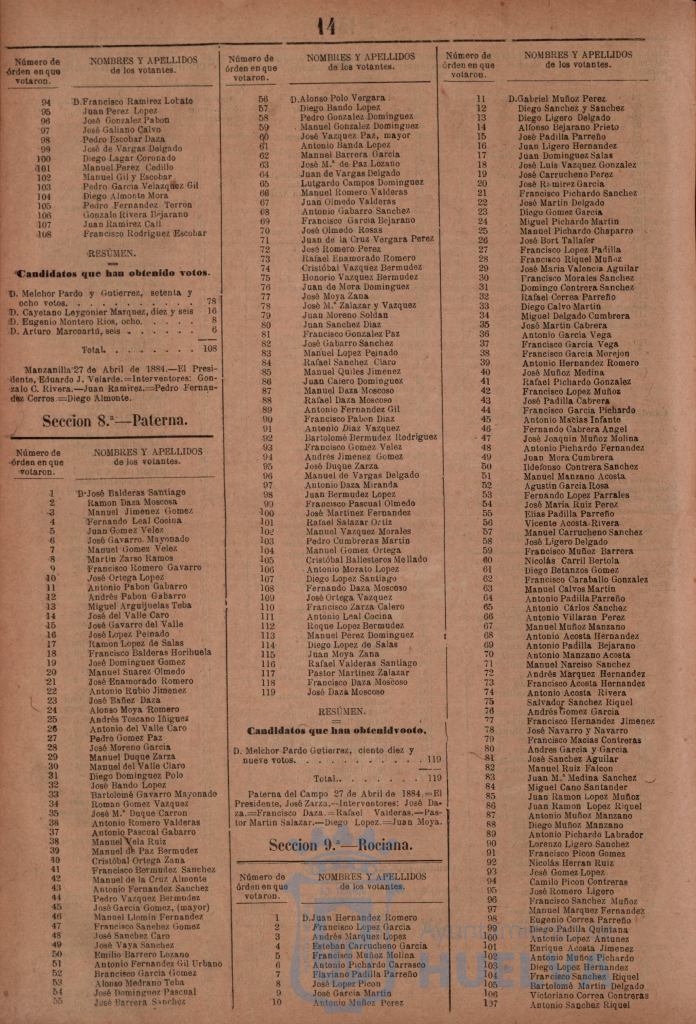 14
Número de
órden en que
votaron.
NOMBRES Y APELLIDOS
de los votantes.
94 D. Francisco Ramirez Lobato
95 Juan Perez Lopez
96 José Gonzalez Pabon
97 José Galiano Calvo
98 Pedro Escobar Daza
99 José de Vargas Delgado
100 Diego Lagar Coronado
101 Manuel Perez Cedillo
102 Manuel Gil y Escobar
103 Pedro Garcia Velazquez Gil
104 Diego Almonte Mora
105 Pedro Fernandez Terron
106 Gonzalo Rivera Bejarano
107 Juan Ramirez Cali
108 Francisco Rodriguez Escobar
RESÚMEN.
Candidatos que han obtenido votos.
D. Melchor Pardo y Gutierrez, setenta y
ocho votos. . . . . . . . . . . 78
D. Cayetano Leygonier Marquez, diez y seis 16
D. Eugenio Montero Rios, ocho. . . . . . 8
D. Arturo Marcoartú, seis . . . . . . . 6
Total. . . . . . . . . 108
Manzanilla 27 de Abril de 1884.—El Presi-
dente, Eduardo J. Velarde.=Interventores: Gon-
zalo C. Rivera.—Juan Ramirez.=Pedro Fernan-
dez Cerros.=Diego Almonte.
Seccion 8.ª—Paterna.
Número de
órden en que
votaron.
NOMBRES Y APELLIDOS
de los votantes.
1 D José Balderas Santiago
2 Ramon Daza Moscosa
3 Manuel Jimenez Gomez
4 Fernando Leal Cocina
5 Juan Gomez Velez
6 José Gavarro Mayonado
7 Manuel Gomez Velez
8 Martin Zarso Ramos
9 Francisco Romero Gavarro
10 José Ortega Lopez
11 Antonio Pabon Gabarro
12 Andrés Pabon Gabarro
13 Miguel Arguijuelas Teba
14 José del Valle Caro
15 José Gavarro del Valle
16 José Lopez Peinado
17 Ramon Lopez de Salas
18 Francisco Balderas Horihuela
19 José Dominguez Gomez
20 Manuel Suarez Olmedo
21 José Enamorado Romero
22 Antonio Rubio Jimenez
23 José Bañez Daza
24 Alonso Moya Romero
25 Andrés Toscano Iñiguez
26 Antonio del Valle Caro
27 Pedro Gomez Paz
28 José Moreno Garcia
29 Manuel Duque Zarza
30 Manuel del Valle Claro
31 Diego Dominguez Polo
32 José Bando Lopez
33 Bartolomé Gavarro Mayonado
34 Roman Gomez Vazquez
35 José M.ª Duque Carron
36 Antonio Romero Valderas
37 Antonio Pascual Gabarro
38 Manuel Vela Ruiz
39 Manuel de Paz Bermudez
40 Cristóbal Ortega Zana
41 Francisco Bermudez Sanchez
42 Manuel de la Cruz Almonte
43 Antonio Fernandez Sanchez
44 Pedro Vazquez Bermudez
45 José Garcia Gomez, (mayor)
46 Manuel Llomin Fernandez
47 Francisco Sanchez Gomez
48 José Sanchez Caro
49 José Vaya Sanchez
50 Emilio Barrero Lozano
51 Antonio Fernandez Gil Urbano
52 Brancisco Garcia Gomez
53 Alonso Medrano Teba
54 José Dominguez Pascual
55 José Barrera Sanchez
Número de
órden en que
votaron.
NOMBRES Y APELLIDOS
de los votantes.
56 D. Alonso Polo Vergara
57 Diego Bando Lopez
58 Pedro Gonzalez Dominguez
59 Manuel Gonzalez Dominguez
60 José Vazquez Paz, mayor
61 Antonio Banda Lopez
62 Manuel Barrera Garcia
63 José M.ª de Paz Lozano
64 Juan de Vargas Delgado
65 Lutgardo Campos Dominguez
66 Manuel Romero Valderas
67 Juan Olmedo Valderas
68 Antonio Gabarro Sanchez
69 Francisco Garcia Bejarano
70 José Olmedo Rosas
71 Juan de la Cruz Vergara Perez
72 José Romero Perez
73 Rafael Enamorado Romero
74 Cristóbal Vazquez Bermudez
75 Honorio Vazquez Bermudez
76 Juan de Mora Dominguez
77 José Moya Zana
78 José M.ª Zalazar y Vazquez
79 Juan Moreno Soldan
80 Juan Sanchez Diaz
81 Francisco Gonzalez Paz
82 José Gabarro Sanchez
83 Manuel Lopez Peinado
84 Rafael Sanchez Claro
85 Manuel Quiles Jimenez
86 Juan Calero Dominguez
87 Manuel Daza Moscoso
88 Rafael Daza Moscoso
89 Antonio Fernandez Gil
90 Francisco Pabon Diaz
91 Antonio Diaz Vazquez
92 Bartolomé Bermudez Rodriguez
93 Francisco Gomez Velez
94 Andrés Jimenez Gomez
95 José Duque Zarza
96 Manuel de Vargas Delgado
97 Antonio Daza Miranda
98 Juan Bermudez Lopez
99 Francisco Pascual Olmedo
100 José Martinez Fernandez
101 Rafael Salazar Ortiz
102 Manuel Vazquez Morales
103 Pedro Cumbreras Martin
104 Manuel Gomez Ortega
105 Cristóbal Ballesteros Mellado
106 Antonio Morato Lopez
107 Diego Lopez Santiago
108 Fernando Daza Moscoso
109 José Ortega Vazquez
110 Francisco Zarza Calero
111 Antonio Leal Cocina
112 Roque Lopez Bermudez
113 Manuel Perez Dominguez
114 Diego Lopez de Salas
115 Juan Moya Zana
116 Rafael Valderas Santiago
117 Pastor Martinez Zalazar
118 Francisco Daza Moscoso
119 José Daza Moscoso
RESÚMEN.
Candidatos que han obtenidvooto.
D. Melchor Pardo Gutierrez, ciento diez y
nueve votos. . . . . . . . . . . 119
Total. . . . . . . . . 119
Paterna del Campo 27 de Abril de 1884.=El
Presidente, José Zarza.--Interventores: José Da-
za.=Francisco Daza.=Rafael Valderas.—Pas-
tor Martin Salazar.—Diego Lopez.=Juan Moya.
Seccion 9.ª—Rociana.
Número de
órden en que
votaron.
NOMBRES Y APELLIDOS
de los votantes.
1 D. Juan Hernandez Romero
2 Francisco Lopez Garcia
3 Andrés Marquez Lopez
4 Esteban Carrucheno Garcia
5 Francisco Muñoz Molina
6 Antonio Pichardo Carrasco
7 Flaviano Padilla Parreño
8 José Lopez Picon
9 José Garcia Martin
10 Antonio Muñoz Perez
Número de
órden en que
votaron.
NOMBRES Y APELLIDOS
de los votantes.
11 D. Gabriel Muñoz Perez
12 Diego Sanchez y Sanchez
13 Diego Ligero Delgado
14 Alfonso Bejarano Prieto
15 José Padilla Parreño
16 Juan Ligero Hernandez
17 Juan Dominguez Salas
18 José Luis Vazquez Gonzalez
19 José Carrucheno Perez
20 José Ramirez Garcia
21 Francisco Pichardo Sanchez
22 José Martin Delgado
23 Diego Gomez Garcia
24 Miguel Pichardo Martin
25 Manuel Pichardo Chaparro
26 José Bort Tallafer
27 Francisco Lopez Padilla
28 Francisco Riquel Muñoz
29 José Maria Valencia Aguilar
30 Francisco Morales Sanchez
31 Domingo Contrera Sanchez
32 Rafael Correa Parreño
33 Diego Calvo Martin
34 Miguel Delgado Cumbrera
35 José Martin Cabrera
36 Antonio Garcia Vega
37 Francisco Garcia Vega
38 Francisco Garcia Morejon
39 Antonio Hernandez Romero
40 José Muñoz Medina
41 Rafael Pichardo Gonzalez
42 Francisco Lopez Muñoz
43 José Padilla Cabrera
44 Francisco Garcia Pichardo
45 Antonio Macias Infante
46 Fernando Cabrera Angel
47 José Joaquin Muñoz Molina
48 Antonio Pichardo Fernandez
49 Juan Mora Cumbrera
50 Ildefonso Contrera Sanchez
51 Manuel Manzano Acosta
52 Agustin Garcia Rosa
53 Fernando Lopez Parrales
54 José Maria Ruiz Perez
55 Elias Padilla Parreño
56 Vicente Acosta Rivera
57 Manuel Carrucheno Sanchez
58 José Ligero Delgado
59 Francisco Muñoz Barrera
60 Nicolás Carril Bertola
61 Diego Betanzos Gomez
62 Francisco Caraballo Gonzalez
63 Manuel Calvos Martin
64 Antonio Padilla Parreño
65 Antonio Cárlos Sanchez
66 Antonio Villarán Perez
67 Manuel Muñoz Manzano
68 Antonio Acosta Hernandez
69 Antonio Padilla Bejarano
70 Antonio Manzano Acosta
71 Manuel Narciso Sanchez
72 Andrés Marquez Hernandez
73 Francisco Acosta Hernandez
74 Antonio Acosta Rivera
75 Salvador Sanchez Riquel
76 Andrés Gomez Garcia
77 Francisco Hernandez Jimenez
78 José Navarro y Navarro
79 Francisco Macias Contreras
80 Andres Garcia y Garcia
81 José Sanchez Aguilar
82 Manuel Ruiz Falcon
83 Juan M.ª Medina Sanchez
84 Miguel Cano Santander
85 Juan Ramon Lopez Muñoz
86 Juan Ramon Lopez Riquel
87 Antonio Muñoz Manzano
88 Diego Muñoz Manzano
89 Antonio Pichardo Labrador
90 Lorenzo Ligero Sanchez
91 Francisco Picon Gomez
92 Nicolás Herran Ruiz
93 José Gomez Lopez
94 Camilo Picon Contreras
95 José Romero Ligero
96 Francisco Sanchez Muñoz
97 Manuel Marquez Fernandez
98 Eugenio Correa Parreño
99 Diego Padilla Quintana
100 Antonio Lopez Antunez
101 Enrique Acosta Jimenez
102 Antonio Muñoz Pichardo
103 Diego Lopez Hernandez
104 Francisco Sanchez Riquel
105 Bartolomé Martin Delgado
106 Victoriano Correa Contreras
107 Antonio Sanchez Riquel